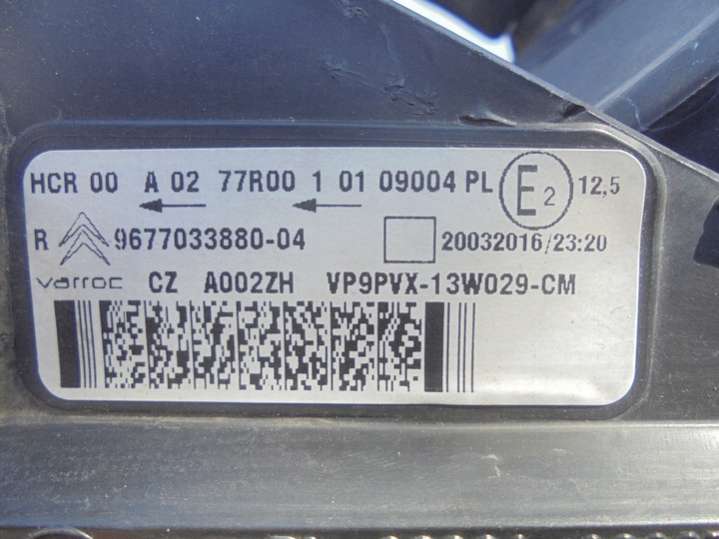 HCR 00 A 02 77R00 1 01 09004 PL E2 12,5
R 9677033880-04 20032016/23:20
varroc CZ A002ZH VP9PVX-13W029-CM